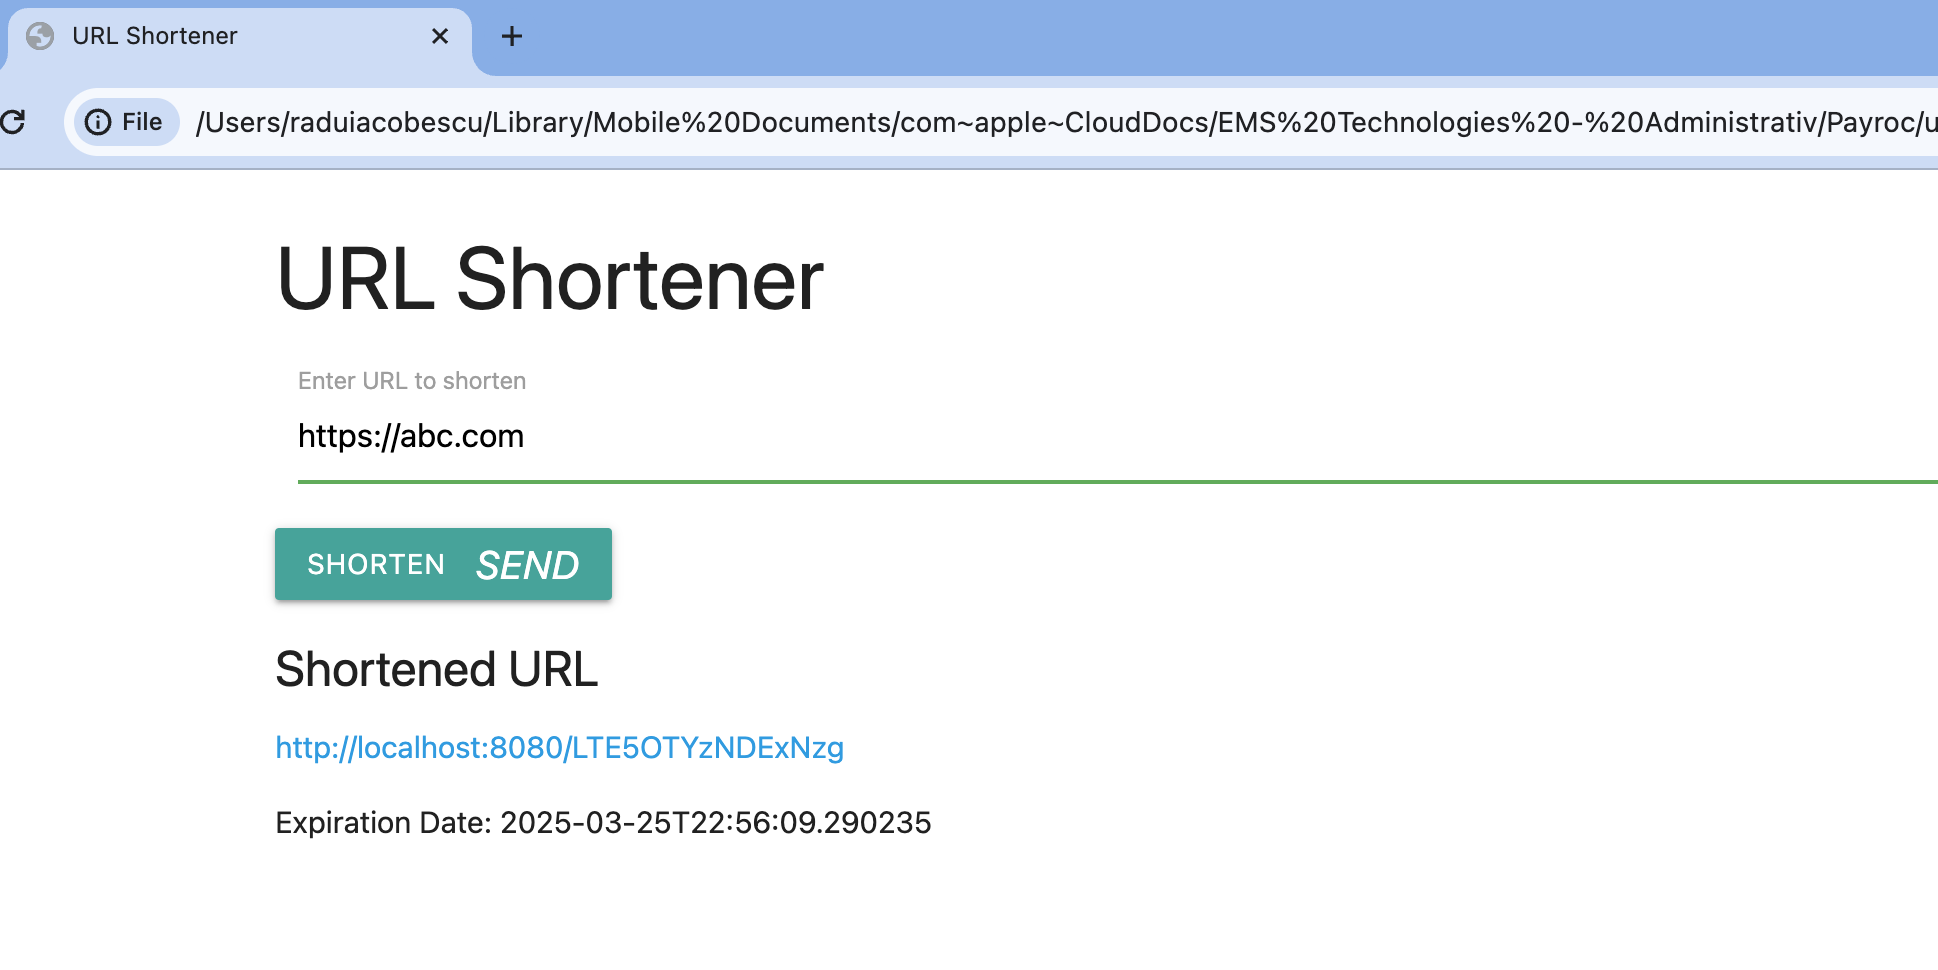 URL Shortener
File /Users/raduiacobescu/Library/Mobile%20Documents/com~apple~CloudDocs/EMS%20Technologies%20-%20Administrativ/Payroc/u
URL Shortener
Enter URL to shorten
https://abc.com
SHORTEN SEND
Shortened URL
http://localhost:8080/LTE5OTYzNDExNzg
Expiration Date: 2025-03-25T22:56:09.290235